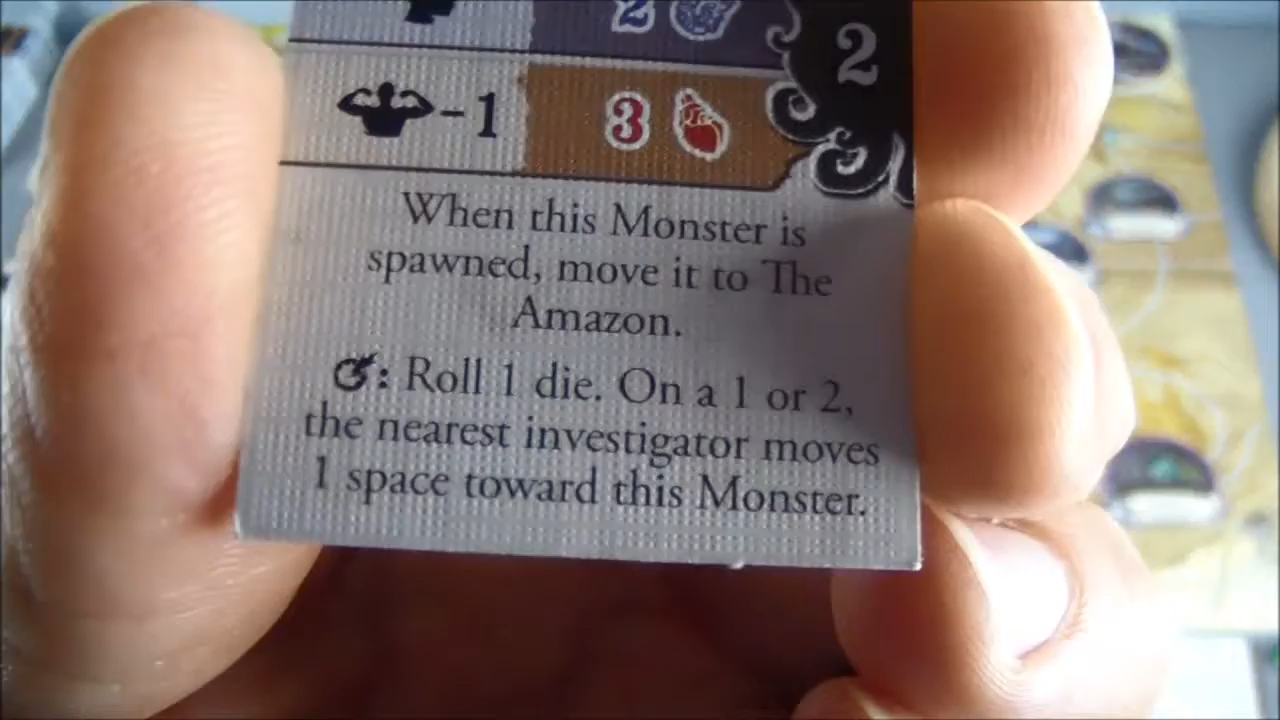 2 2
-1 3
When this Monster is
spawned, move it to The
Amazon.
: Roll 1 die. On a 1 or 2,
the nearest investigator moves
1 space toward this Monster.